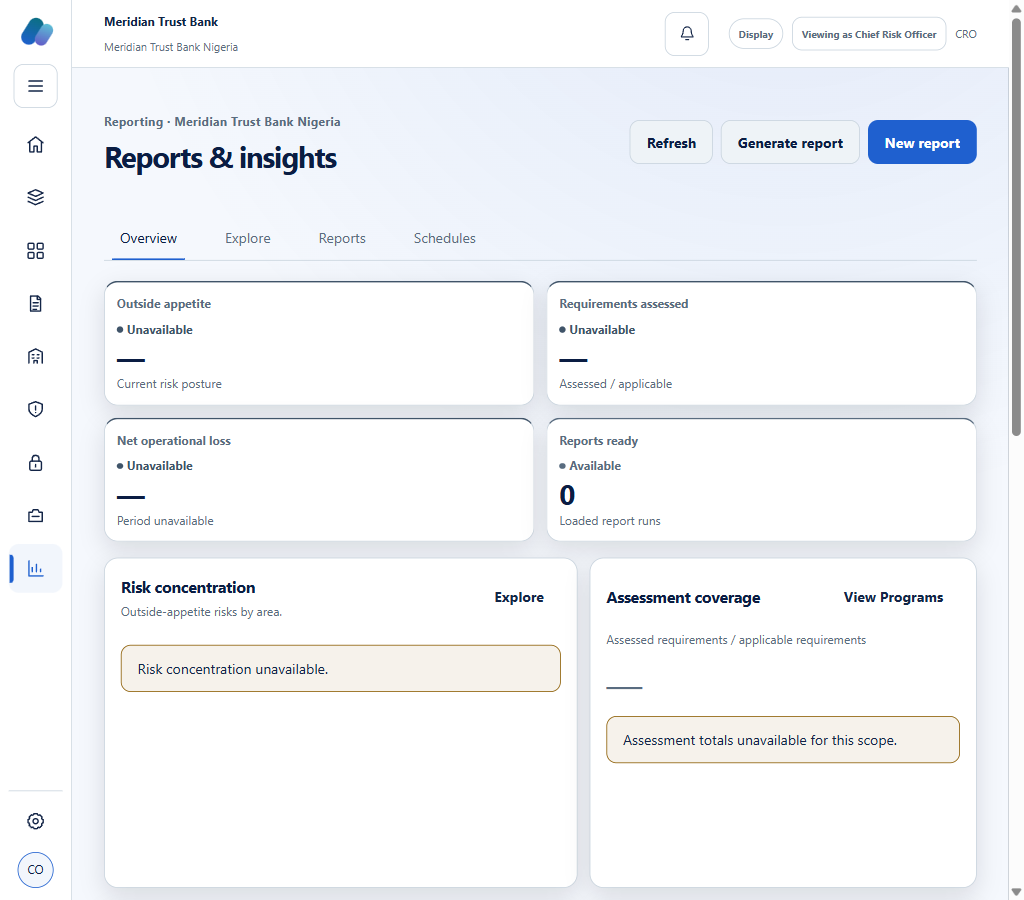 Meridian Trust Bank
Meridian Trust Bank Nigeria
Display
Viewing as Chief Risk Officer
CRO
Reporting · Meridian Trust Bank Nigeria
Reports & insights
Refresh
Generate report
New report
Overview
Explore
Reports
Schedules
Outside appetite
Unavailable
—
Current risk posture
Requirements assessed
Unavailable
—
Assessed / applicable
Net operational loss
Unavailable
—
Period unavailable
Reports ready
Available
0
Loaded report runs
Risk concentration
Outside-appetite risks by area.
Explore
Risk concentration unavailable.
Assessment coverage
View Programs
Assessed requirements / applicable requirements
—
Assessment totals unavailable for this scope.
CO